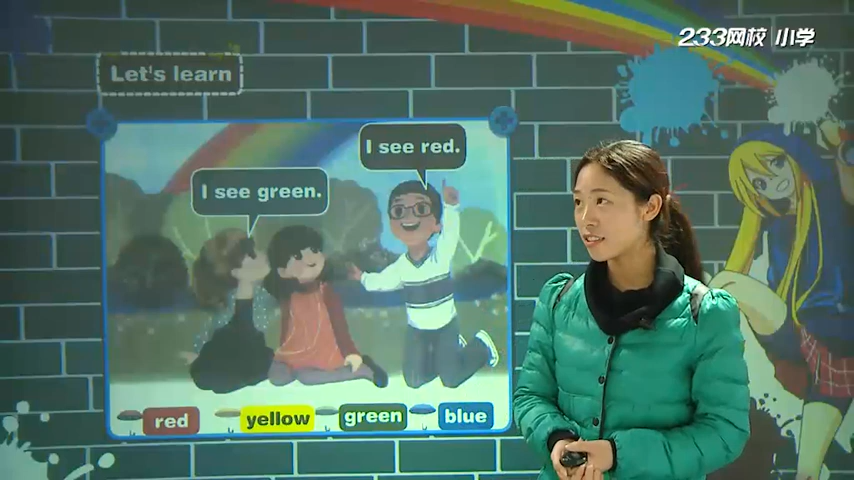 233网校 小学
Let's learn
I see red.
I see green.
red yellow green blue